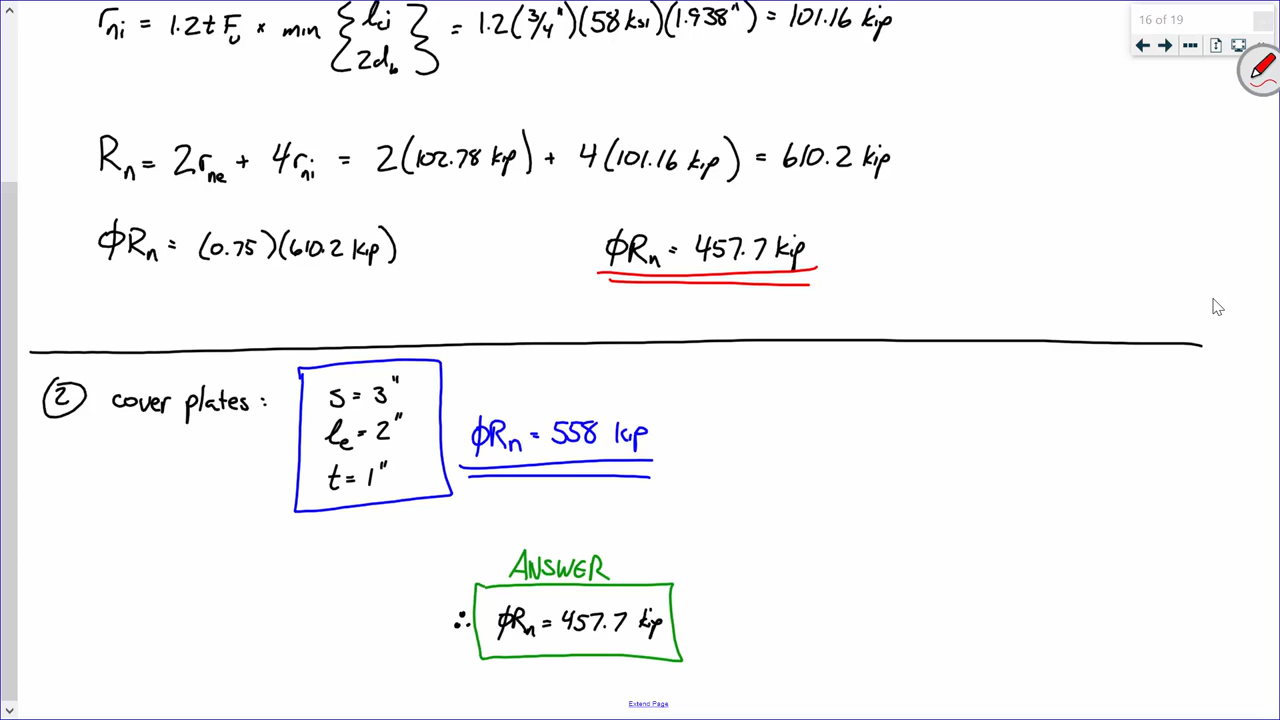 16 of 19
r_ni = 1.2 t F_u × min { l_c,i 2d_b } = 1.2(3/4")(58 ksi)(1.938") = 101.16 kip
R_n = 2r_ne + 4r_ni = 2(102.78 kip) + 4(101.16 kip) = 610.2 kip
φR_n = (0.75)(610.2 kip) φR_n = 457.7 kip
② cover plates:
s = 3"
l_e = 2"
t = 1"
φR_n = 558 kip
ANSWER
∴ φR_n = 457.7 kip
Extend Page